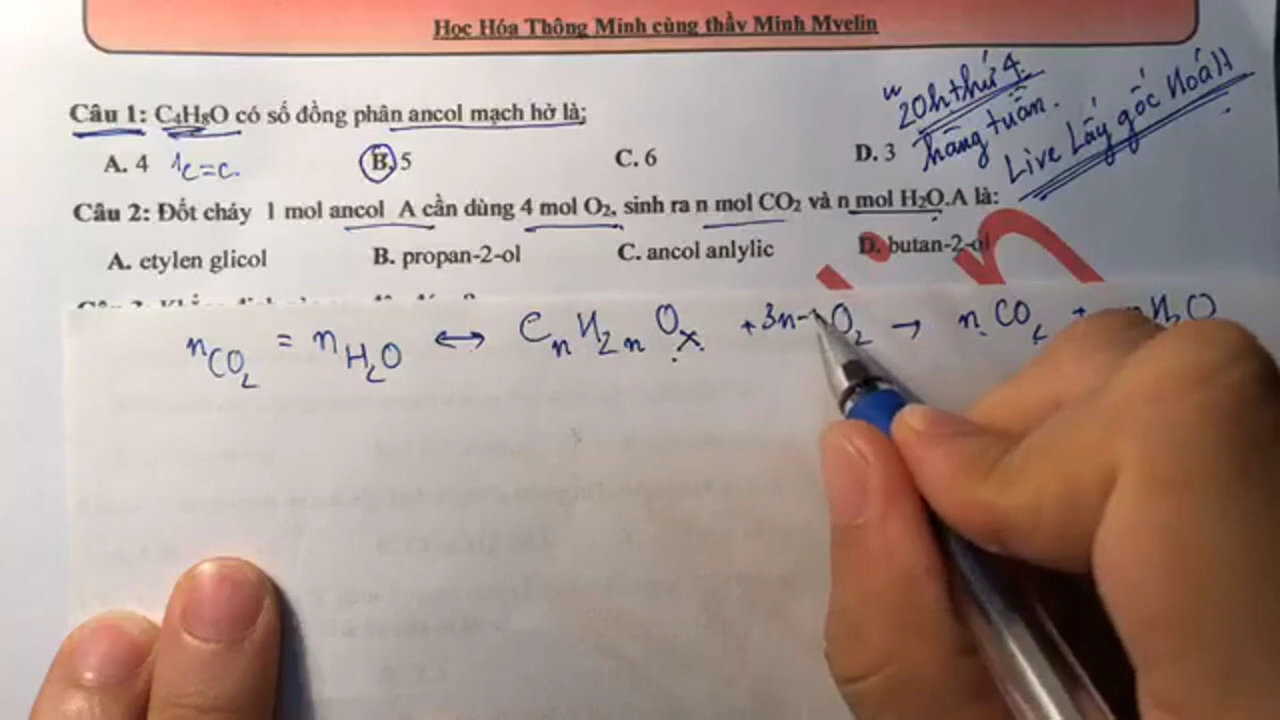 Học Hóa Thông Minh cùng thầy Minh Myelin
Câu 1: C₄H₈O có số đồng phân ancol mạch hở là;
A. 4 1C=C. B. 5 C. 6 D. 3
20h thứ 4
hàng tuần.
Live Lấy gốc Hoá 11
Câu 2: Đốt cháy 1 mol ancol A cần dùng 4 mol O₂, sinh ra n mol CO₂ và n mol H₂O.A là:
A. etylen glicol B. propan-2-ol C. ancol anlylic D. butan-2-ol
nCO₂ = nH₂O ↔ CₙH₂ₙOₓ + 3n- O₂ → nCO₂ + nH₂O